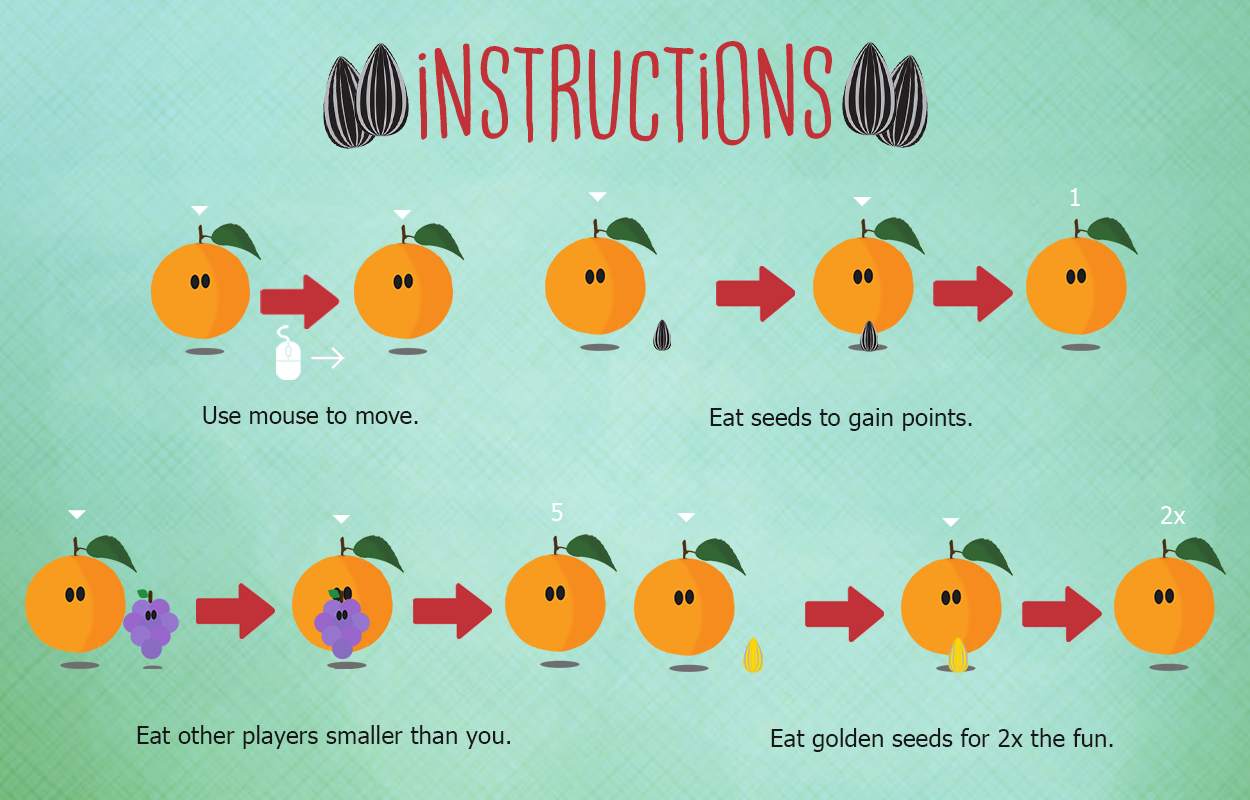 iNSTRUCTiONS
1
Use mouse to move.
Eat seeds to gain points.
5
2x
Eat other players smaller than you.
Eat golden seeds for 2x the fun.